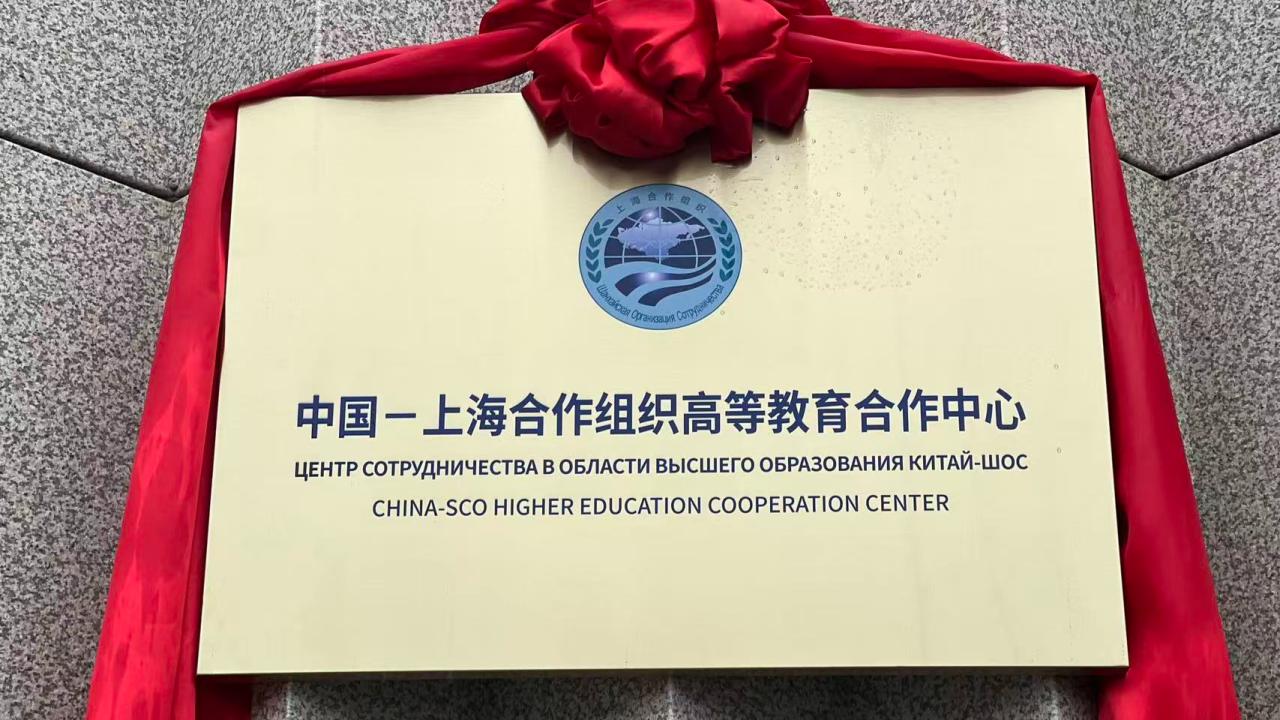 上海合作组织
Шанхайская Организация Сотрудничества
中国－上海合作组织高等教育合作中心
ЦЕНТР СОТРУДНИЧЕСТВА В ОБЛАСТИ ВЫСШЕГО ОБРАЗОВАНИЯ КИТАЙ-ШОС
CHINA-SCO HIGHER EDUCATION COOPERATION CENTER